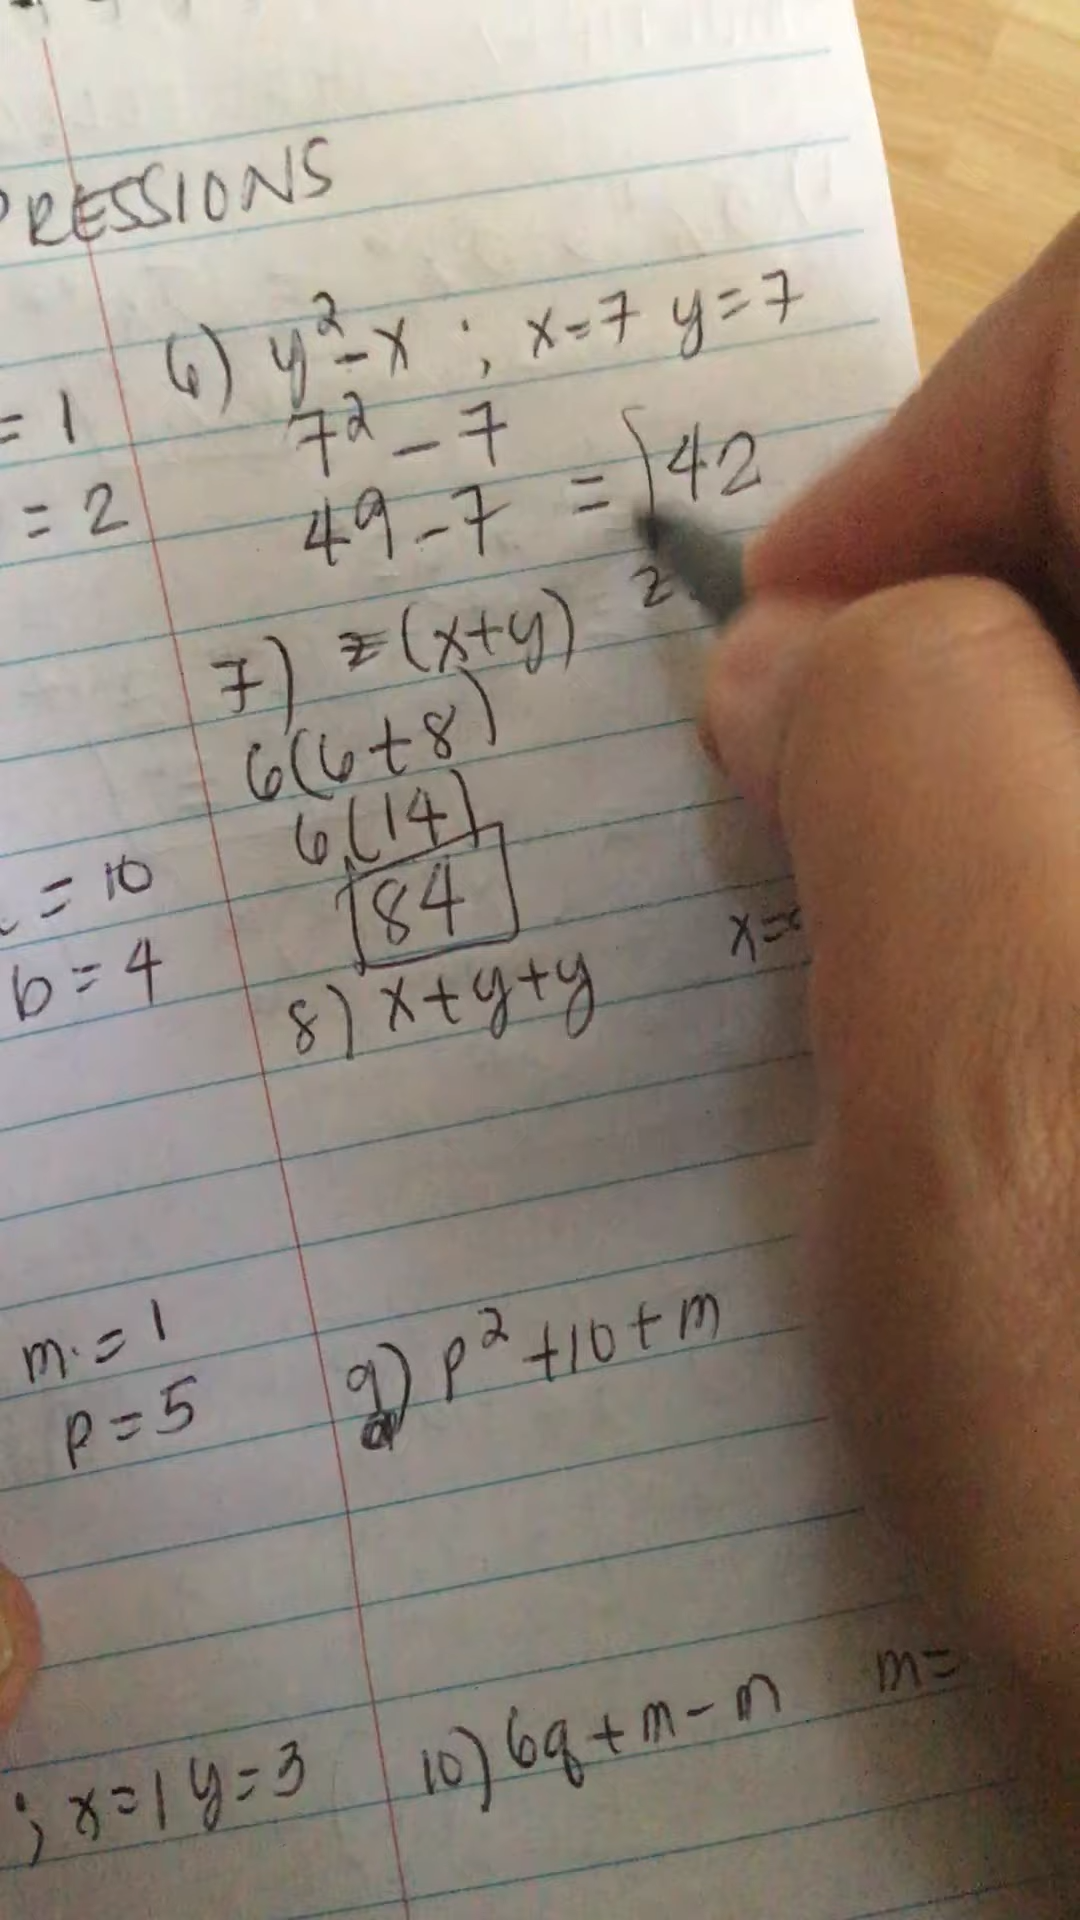 PRESSIONS
= 1
= 2
6) y² - x ; x = 7 y = 7
7² - 7
49 - 7 = 42
7) z(x+y) z
6(6+8)
6(14)
84
= 10
b = 4
8) x+y+y x=
m = 1
p = 5
9) p² + 10 + m
; x=1 y=3
10) 6q + m - n m=